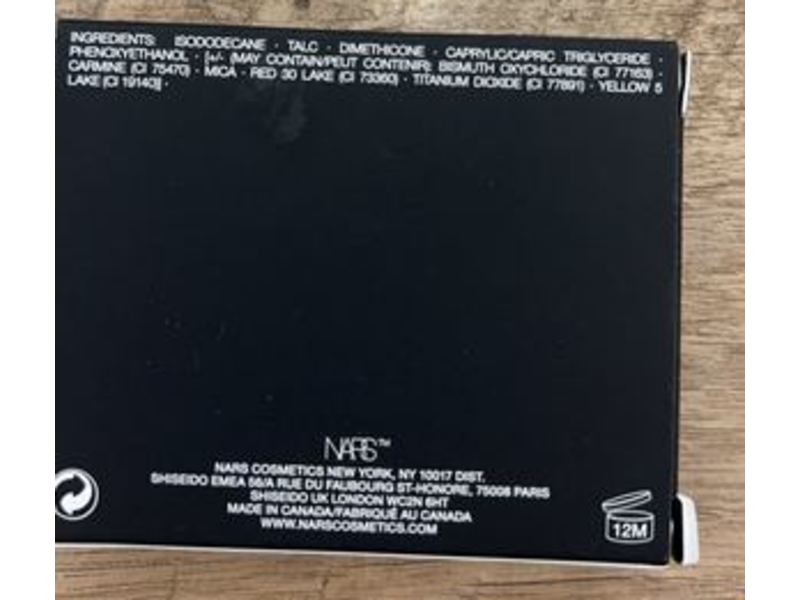 INGREDIENTS: ISODODECANE · TALC · DIMETHICONE · CAPRYLIC/CAPRIC TRIGLYCERIDE ·
PHENOXYETHANOL · [+/- (MAY CONTAIN/PEUT CONTENIR): BISMUTH OXYCHLORIDE (CI 77163) ·
CARMINE (CI 75470) · MICA · RED 30 LAKE (CI 73360) · TITANIUM DIOXIDE (CI 77891) · YELLOW 5
LAKE (CI 19140)] ·
NARS™
NARS COSMETICS NEW YORK, NY 10017 DIST.
SHISEIDO EMEA 56/A RUE DU FAUBOURG ST-HONORE, 75008 PARIS
SHISEIDO UK LONDON WC2N 6HT
MADE IN CANADA/FABRIQUÉ AU CANADA
WWW.NARSCOSMETICS.COM
12M